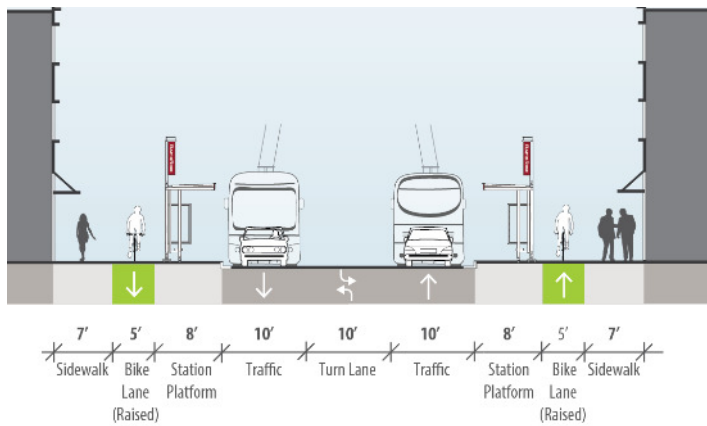 7’ 5’ 8’ 10’ 10’ 10’ 8’ 5’ 7’
Sidewalk Bike Station Traffic Turn Lane Traffic Station Bike Sidewalk
Lane Platform Platform Lane
(Raised) (Raised)